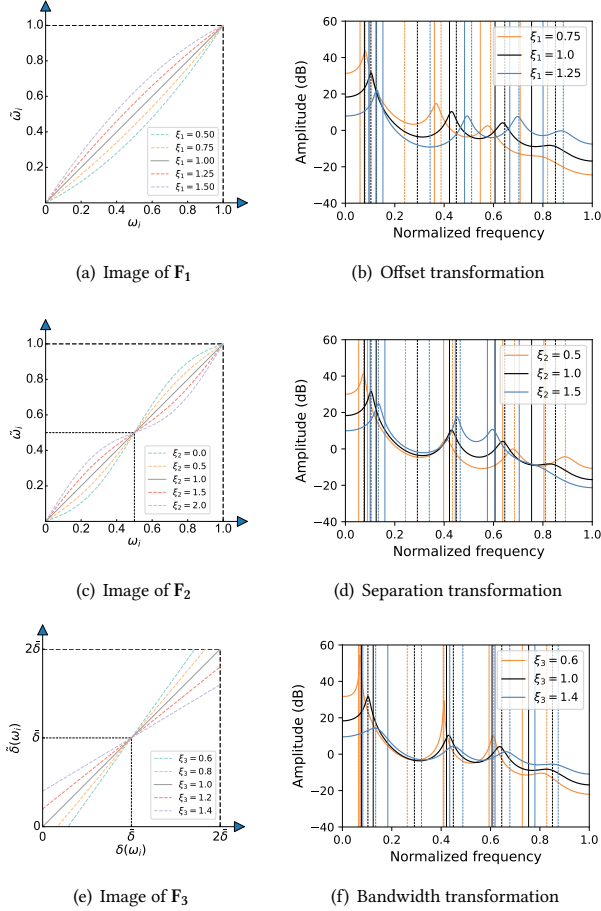 1.0
0.8
0.6
0.4
0.2
ω̃ᵢ
ξ₁ = 0.50
ξ₁ = 0.75
ξ₁ = 1.00
ξ₁ = 1.25
ξ₁ = 1.50
0 0.2 0.4 0.6 0.8 1.0
ωᵢ
(a) Image of F₁
60
40
20
0
−20
−40
Amplitude (dB)
ξ₁ = 0.75
ξ₁ = 1.0
ξ₁ = 1.25
0.0 0.2 0.4 0.6 0.8 1.0
Normalized frequency
(b) Offset transformation
1.0
0.8
0.6
0.4
0.2
ω̃ᵢ
ξ₂ = 0.0
ξ₂ = 0.5
ξ₂ = 1.0
ξ₂ = 1.5
ξ₂ = 2.0
0 0.2 0.4 0.6 0.8 1.0
ωᵢ
(c) Image of F₂
60
40
20
0
−20
−40
Amplitude (dB)
ξ₂ = 0.5
ξ₂ = 1.0
ξ₂ = 1.5
0.0 0.2 0.4 0.6 0.8 1.0
Normalized frequency
(d) Separation transformation
2δ̄
δ̄
0
δ̃(ωᵢ)
ξ₃ = 0.6
ξ₃ = 0.8
ξ₃ = 1.0
ξ₃ = 1.2
ξ₃ = 1.4
0 δ̄ 2δ̄
δ(ωᵢ)
(e) Image of F₃
60
40
20
0
−20
−40
Amplitude (dB)
ξ₃ = 0.6
ξ₃ = 1.0
ξ₃ = 1.4
0.0 0.2 0.4 0.6 0.8 1.0
Normalized frequency
(f) Bandwidth transformation